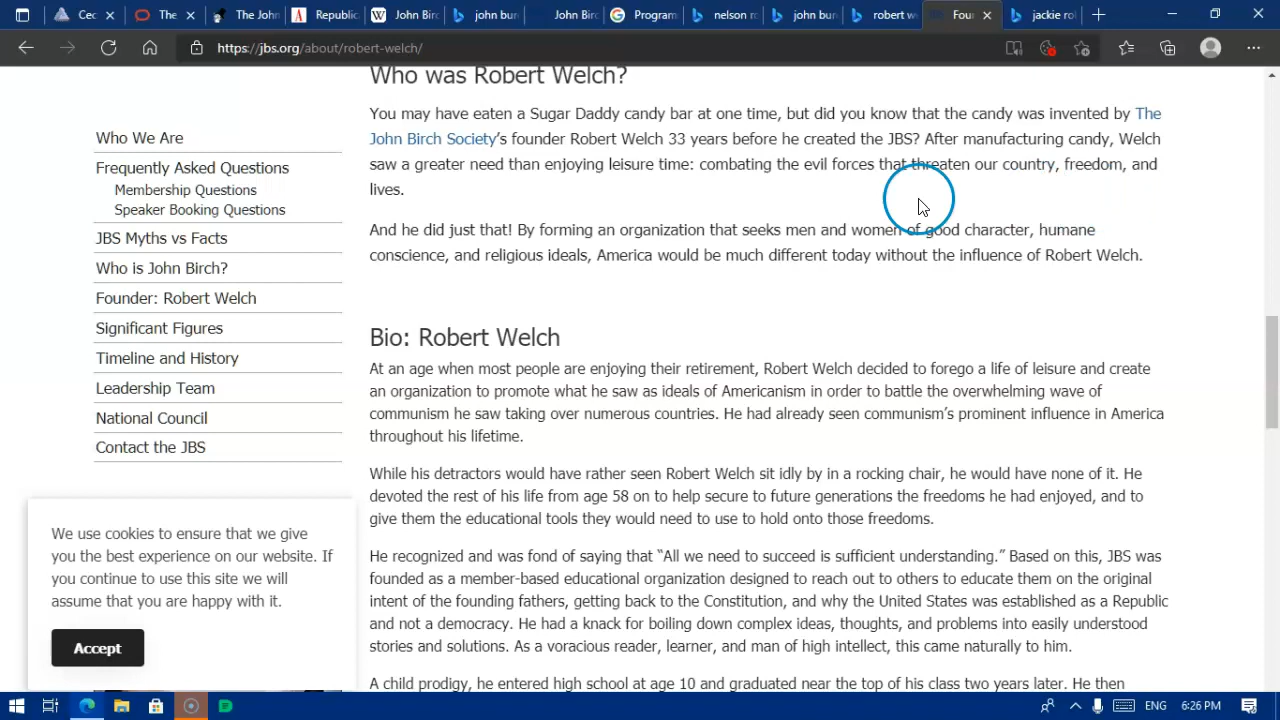 Cec
The
The John
Republic
John Birc
john bur
John Birc
Program
nelson ro
john bun
robert we
Four
jackie rol
https://jbs.org/about/robert-welch/
Who was Robert Welch?
You may have eaten a Sugar Daddy candy bar at one time, but did you know that the candy was invented by The
John Birch Society's founder Robert Welch 33 years before he created the JBS? After manufacturing candy, Welch
saw a greater need than enjoying leisure time: combating the evil forces that threaten our country, freedom, and
lives.
And he did just that! By forming an organization that seeks men and women of good character, humane
conscience, and religious ideals, America would be much different today without the influence of Robert Welch.
Bio: Robert Welch
At an age when most people are enjoying their retirement, Robert Welch decided to forego a life of leisure and create
an organization to promote what he saw as ideals of Americanism in order to battle the overwhelming wave of
communism he saw taking over numerous countries. He had already seen communism's prominent influence in America
throughout his lifetime.
While his detractors would have rather seen Robert Welch sit idly by in a rocking chair, he would have none of it. He
devoted the rest of his life from age 58 on to help secure to future generations the freedoms he had enjoyed, and to
give them the educational tools they would need to use to hold onto those freedoms.
He recognized and was fond of saying that “All we need to succeed is sufficient understanding.” Based on this, JBS was
founded as a member-based educational organization designed to reach out to others to educate them on the original
intent of the founding fathers, getting back to the Constitution, and why the United States was established as a Republic
and not a democracy. He had a knack for boiling down complex ideas, thoughts, and problems into easily understood
stories and solutions. As a voracious reader, learner, and man of high intellect, this came naturally to him.
A child prodigy, he entered high school at age 10 and graduated near the top of his class two years later. He then
Who We Are
Frequently Asked Questions
Membership Questions
Speaker Booking Questions
JBS Myths vs Facts
Who is John Birch?
Founder: Robert Welch
Significant Figures
Timeline and History
Leadership Team
National Council
Contact the JBS
We use cookies to ensure that we give
you the best experience on our website. If
you continue to use this site we will
assume that you are happy with it.
Accept
ENG
6:26 PM